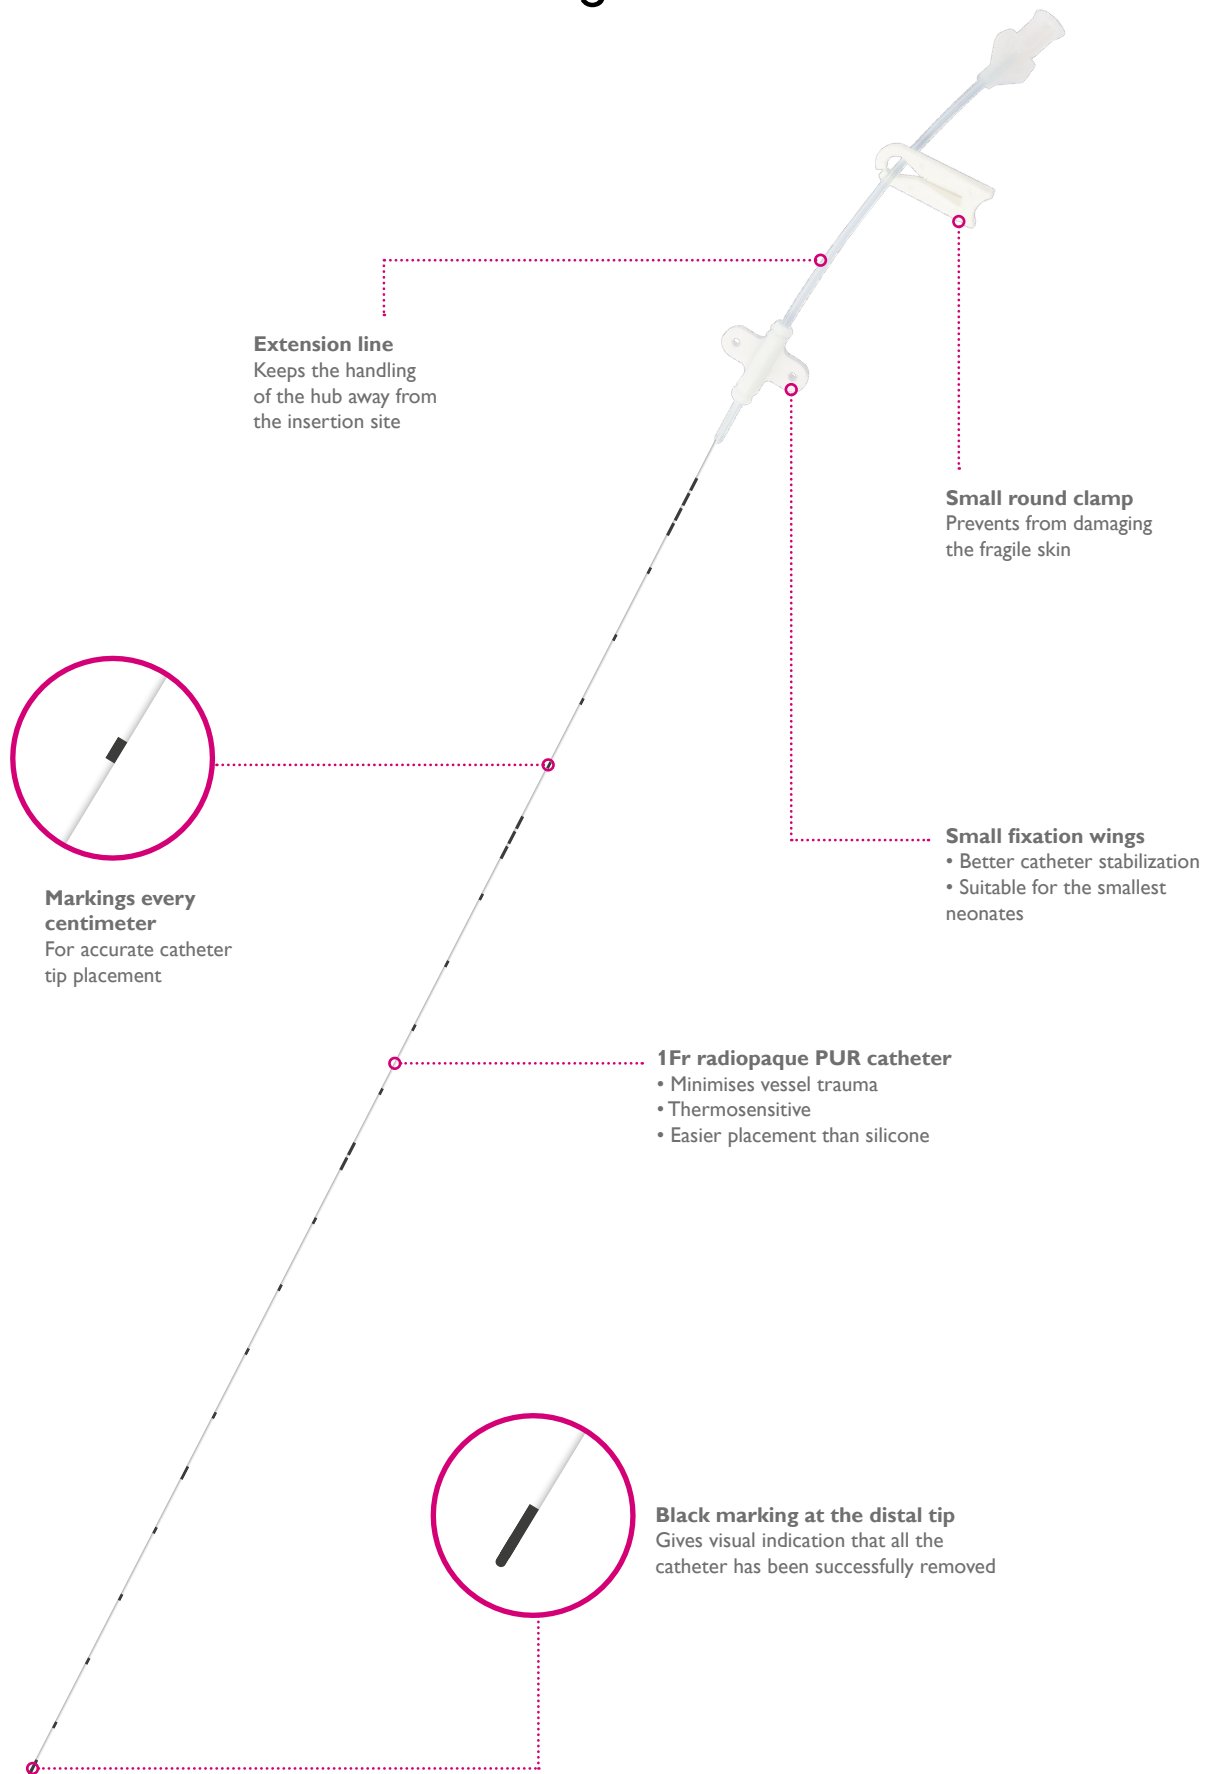 Extension line
Keeps the handling
of the hub away from
the insertion site
Small round clamp
Prevents from damaging
the fragile skin
Small fixation wings
• Better catheter stabilization
• Suitable for the smallest
neonates
Markings every
centimeter
For accurate catheter
tip placement
1Fr radiopaque PUR catheter
• Minimises vessel trauma
• Thermosensitive
• Easier placement than silicone
Black marking at the distal tip
Gives visual indication that all the
catheter has been successfully removed